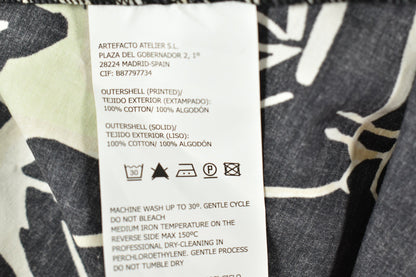 ARTEFACTO ATELIER S.L.
PLAZA DEL GOBERNADOR 2, 1º
28224 MADRID-SPAIN
CIF: B87797734
OUTERSHELL (PRINTED)/
TEJIDO EXTERIOR (EXTAMPADO):
100% COTTON/ 100% ALGODÓN
OUTERSHELL (SOLID)/
TEJIDO EXTERIOR (LISO):
100% COTTON/ 100% ALGODÓN
30
MACHINE WASH UP TO 30º. GENTLE CYCLE
DO NOT BLEACH
MEDIUM IRON TEMPERATURE ON THE
REVERSE SIDE MAX 150ºC
PROFESSIONAL DRY-CLEANING IN
PERCHLOROETHYLENE. GENTLE PROCESS
DO NOT TUMBLE DRY